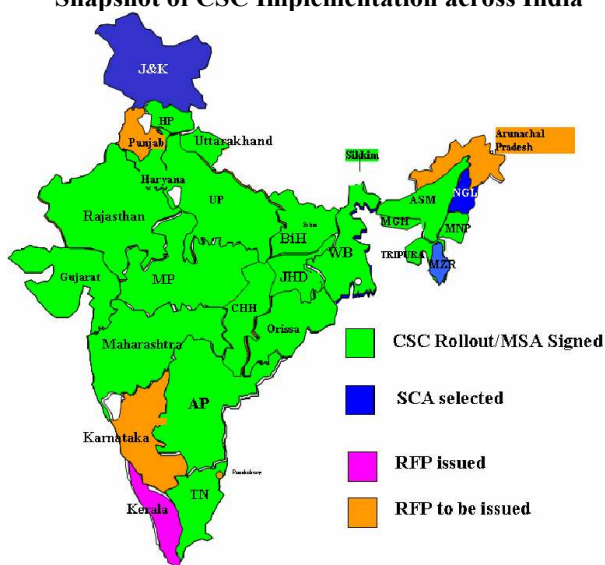 Snapshot of CSC Implementation across India
J&K
HP
Punjab
Uttarakhand
Haryana
Arunachal
Pradesh
Sikkim
Rajasthan
UP
ASM
NGL
MGH
MNP
BIH
WB
TRIPURA
MZR
Gujarat
MP
JHD
CHH
Orissa
Maharashtra
CSC Rollout/MSA Signed
AP
SCA selected
Karnataka
RFP issued
TN
Kerala
RFP to be issued